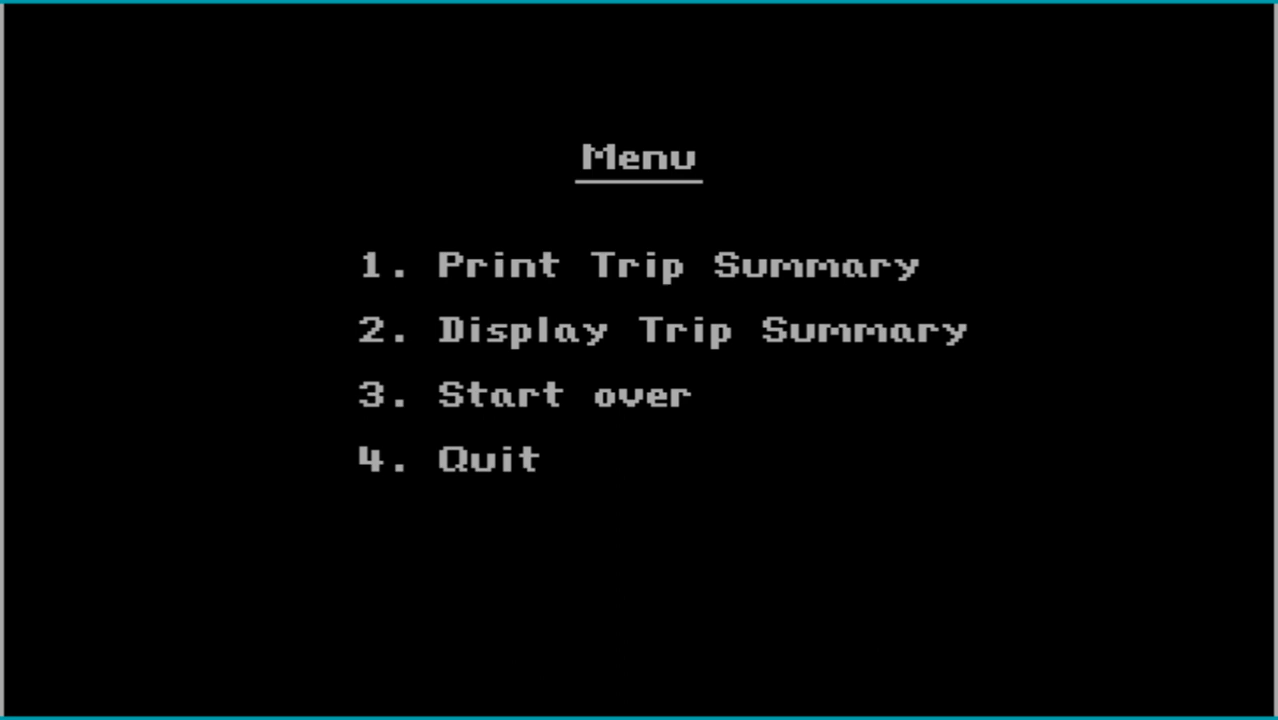 Menu
1. Print Trip Summary
2. Display Trip Summary
3. Start over
4. Quit